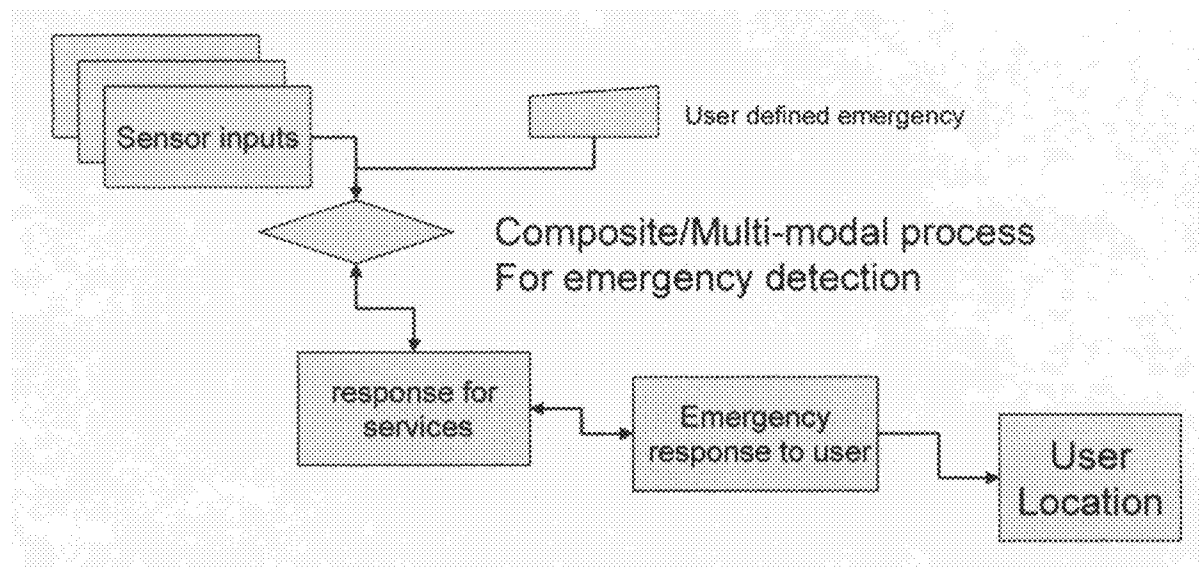 Sensor inputs
User defined emergency
Composite/Multi-modal process
For emergency detection
response for
services
Emergency
response to user
User
Location